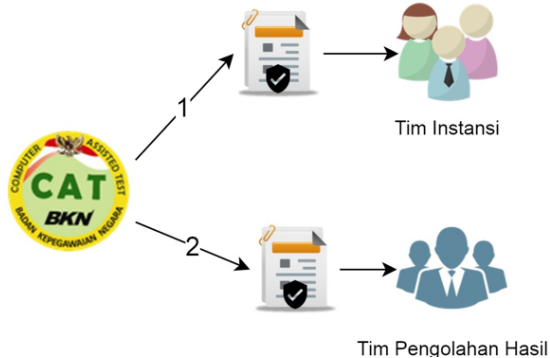 1
Tim Instansi
COMPUTER ASSISTED TEST
CAT
BKN
BADAN KEPEGAWAIAN NEGARA
2
Tim Pengolahan Hasil